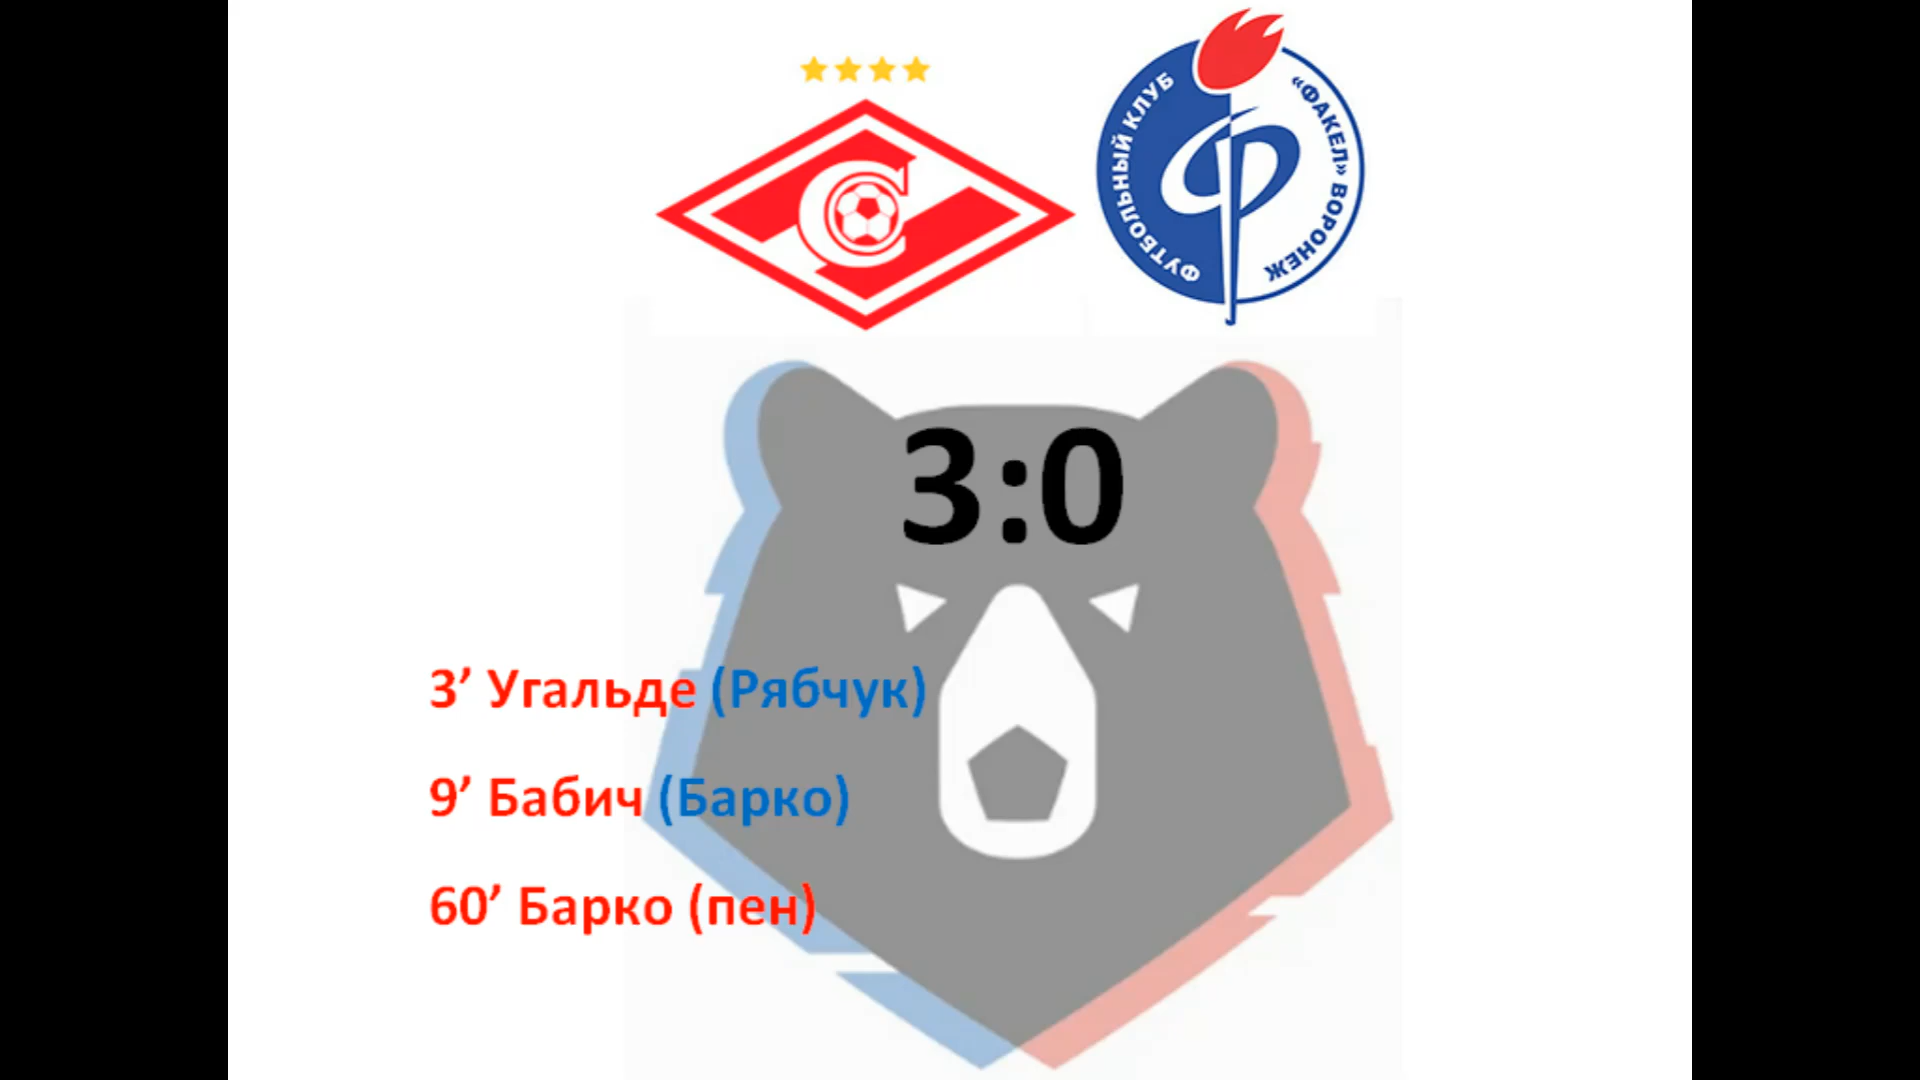 ФУТБОЛЬНЫЙ КЛУБ
«ФАКЕЛ» ВОРОНЕЖ
3:0
3’ Угальде (Рябчук)
9’ Бабич (Барко)
60’ Барко (пен)